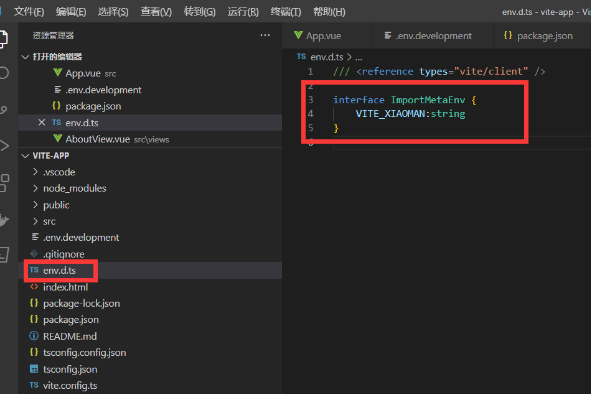 文件(F) 编辑(E) 选择(S) 查看(V) 转到(G) 运行(R) 终端(T) 帮助(H) env.d.ts - vite-app - Vis
资源管理器 ···
打开的编辑器
App.vue src
.env.development
package.json
TS env.d.ts
AboutView.vue src\views
VITE-APP
.vscode
node_modules
public
src
.env.development
.gitignore
TS env.d.ts
index.html
package-lock.json
package.json
README.md
tsconfig.config.json
tsconfig.json
vite.config.ts
App.vue .env.development package.json
TS env.d.ts > ...
1 /// <reference types="vite/client" />
2
3 interface ImportMetaEnv {
4 VITE_XIAOMAN:string
5 }
6